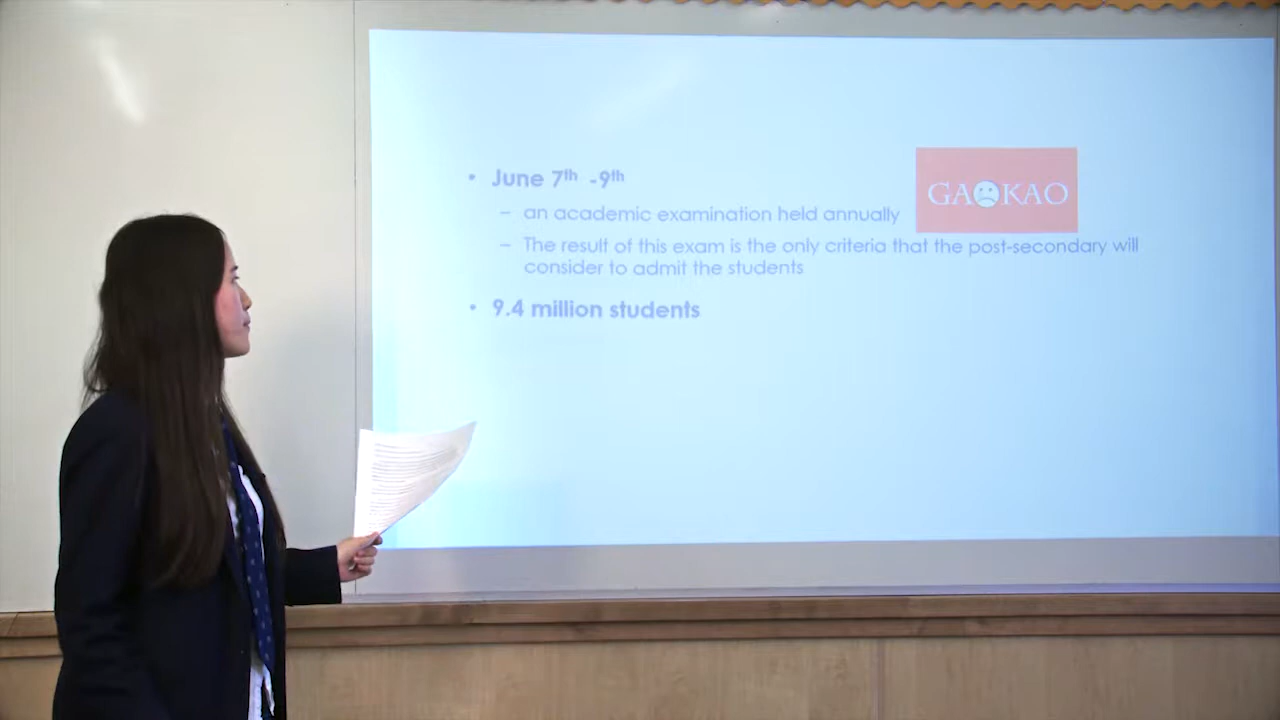 • June 7th -9th
– an academic examination held annually
GAOKAO
– The result of this exam is the only criteria that the post-secondary will
consider to admit the students
• 9.4 million students